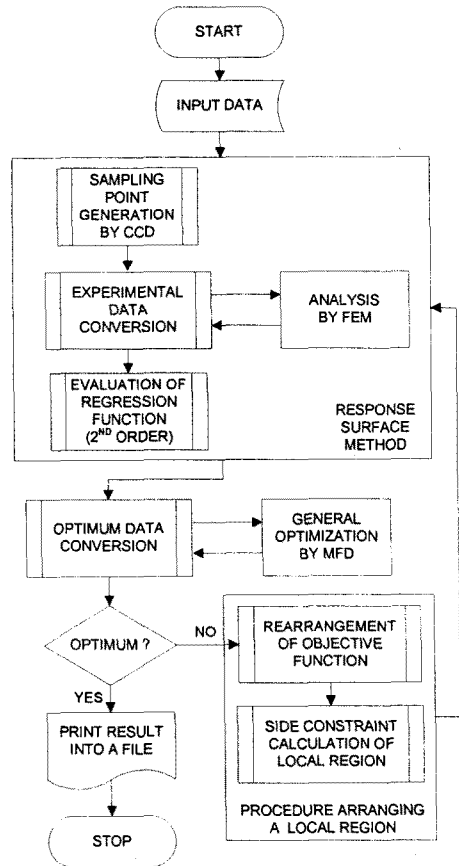 START
INPUT DATA
SAMPLING
POINT
GENERATION
BY CCD
EXPERIMENTAL
DATA
CONVERSION
ANALYSIS
BY FEM
EVALUATION OF
REGRESSION
FUNCTION
(2ND ORDER)
RESPONSE
SURFACE
METHOD
OPTIMUM DATA
CONVERSION
GENERAL
OPTIMIZATION
BY MFD
OPTIMUM ?
NO
YES
REARRANGEMENT
OF OBJECTIVE
FUNCTION
PRINT RESULT
INTO A FILE
SIDE CONSTRAINT
CALCULATION OF
LOCAL REGION
PROCEDURE ARRANGING
A LOCAL REGION
STOP